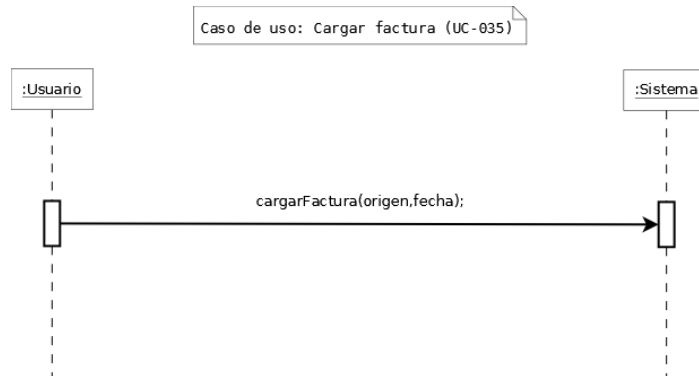 Caso de uso: Cargar factura (UC-035)
:Usuario
:Sistema
cargarFactura(origen,fecha);